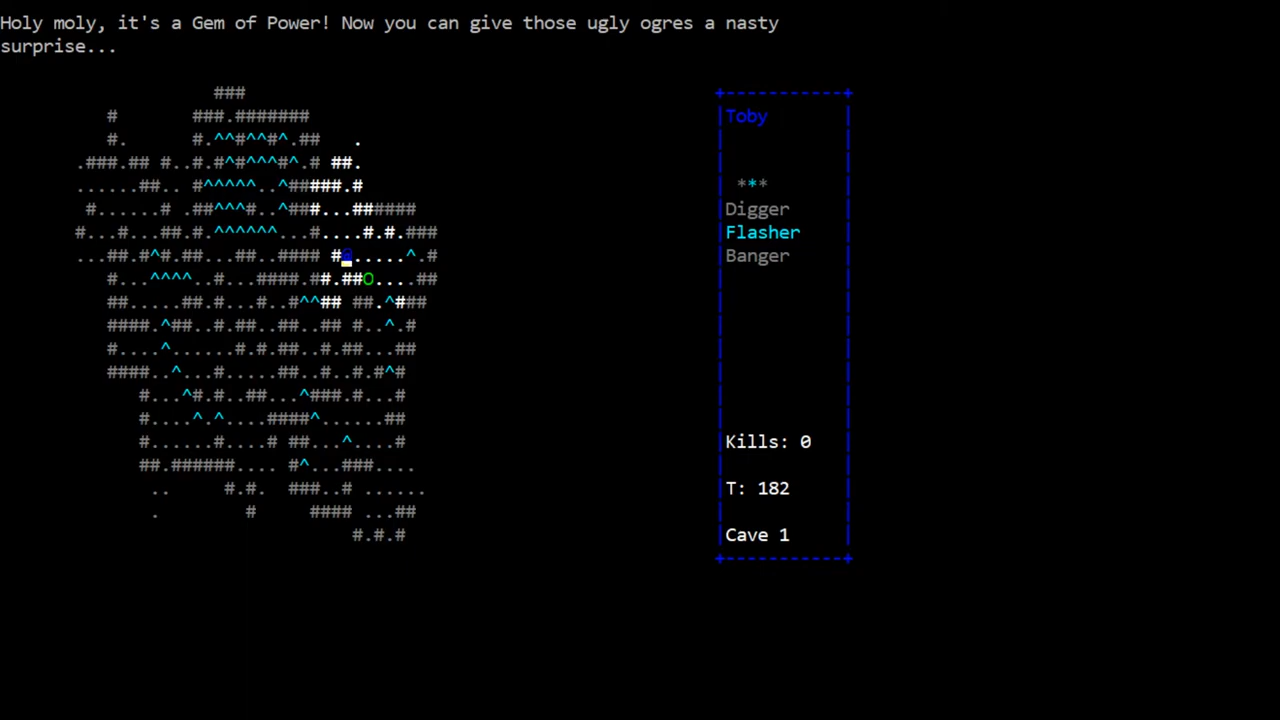 Holy moly, it's a Gem of Power! Now you can give those ugly ogres a nasty
surprise...
Toby
***
Digger
Flasher
Banger
Kills: 0
T: 182
Cave 1